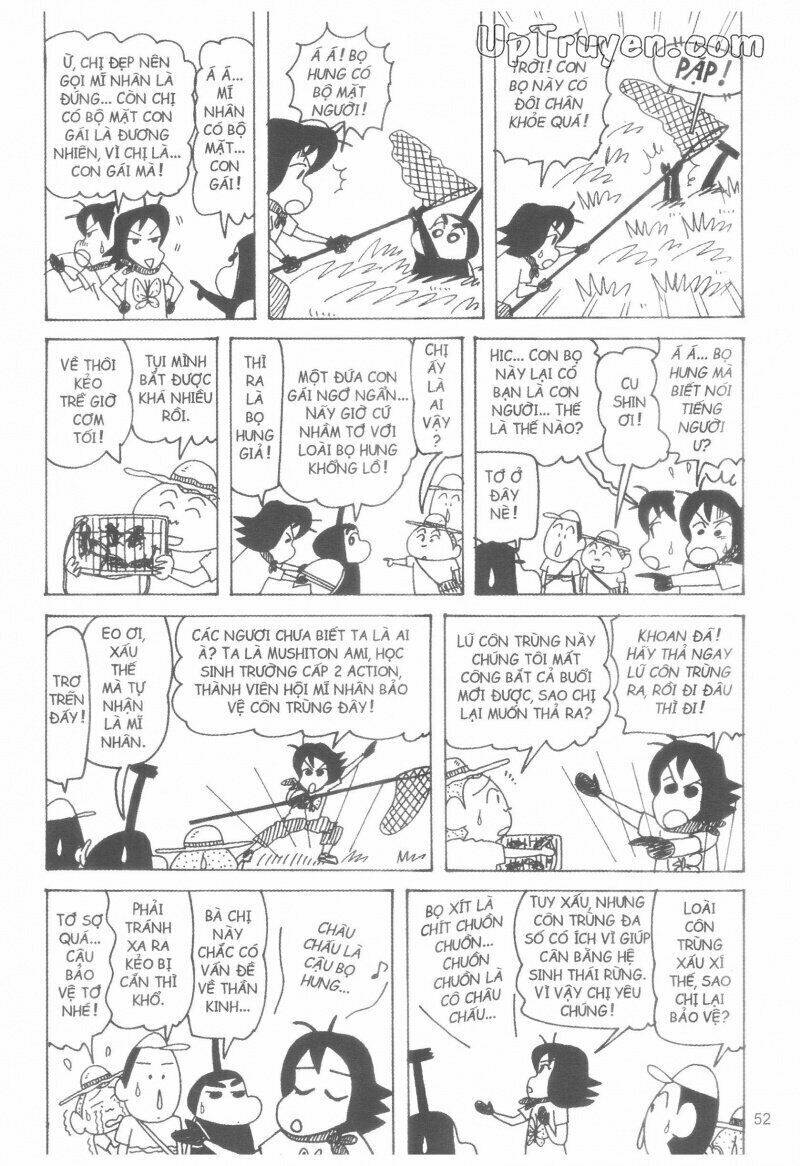 UpTruyen.com
PẬP!
TRỜI! CON
BỌ NÀY CÓ
ĐÔI CHÂN
KHỎE QUÁ!
Á Á! BỌ
HUNG CÓ
BỘ MẶT
NGƯỜI!
Á Á...
MĨ
NHÂN
CÓ BỘ
MẶT...
CON
GÁI!
Ừ, CHỊ ĐẸP NÊN
GỌI MĨ NHÂN LÀ
ĐÚNG... CÒN CHỊ
CÓ BỘ MẶT CON
GÁI LÀ ĐƯƠNG
NHIÊN, VÌ CHỊ LÀ...
CON GÁI MÀ!
Á Á... BỌ
HUNG MÀ
BIẾT NÓI
TIẾNG
NGƯỜI
Ư?
CU
SHIN
ƠI!
HIC... CON BỌ
NÀY LẠI CÓ
BẠN LÀ CON
NGƯỜI... THẾ
LÀ THẾ NÀO?
TỚ Ở
ĐÂY
NÈ!
CHỊ
ẤY
LÀ AI
VẬY?
MỘT ĐỨA CON
GÁI NGỚ NGẨN...
NÃY GIỜ CỨ
NHẦM TỚ VỚI
LOÀI BỌ HUNG
KHỔNG LỒ!
THÌ
RA
LÀ
BỌ
HUNG
GIẢ!
TỤI MÌNH
BẮT ĐƯỢC
KHÁ NHIỀU
RỒI.
VỀ THÔI
KẺO
TRỄ GIỜ
CƠM
TỐI!
KHOAN ĐÃ!
HÃY THẢ NGAY
LŨ CÔN TRÙNG
RA, RỒI ĐI ĐÂU
THÌ ĐI!
LŨ CÔN TRÙNG NÀY
CHÚNG TÔI MẤT
CÔNG BẮT CẢ BUỔI
MỚI ĐƯỢC, SAO CHỊ
LẠI MUỐN THẢ RA?
CÁC NGƯƠI CHƯA BIẾT TA LÀ AI
À? TA LÀ MUSHITON AMI, HỌC
SINH TRƯỜNG CẤP 2 ACTION,
THÀNH VIÊN HỘI MĨ NHÂN BẢO
VỆ CÔN TRÙNG ĐÂY!
EO ƠI,
XẤU
THẾ
MÀ TỰ
NHẬN
LÀ MĨ
NHÂN.
TRƠ
TRẼN
ĐẤY!
LOÀI
CÔN
TRÙNG
XẤU XÍ
THẾ, SAO
CHỊ LẠI
BẢO VỆ?
TUY XẤU, NHƯNG
CÔN TRÙNG ĐA
SỐ CÓ ÍCH VÌ GIÚP
CÂN BẰNG HỆ
SINH THÁI RỪNG.
VÌ VẬY CHỊ YÊU
CHÚNG!
BỌ XÍT LÀ
CHÍT CHUỒN
CHUỒN...
CHUỒN
CHUỒN LÀ
CÔ CHÂU
CHẤU...
CHÂU
CHẤU LÀ
CẬU BỌ
HUNG...
BÀ CHỊ
NÀY
CHẮC CÓ
VẤN ĐỀ
VỀ THẦN
KINH...
PHẢI
TRÁNH
XA RA
KẺO BỊ
CẮN THÌ
KHỔ.
TỚ SỢ
QUÁ...
CẬU
BẢO
VỆ TỚ
NHÉ!
52